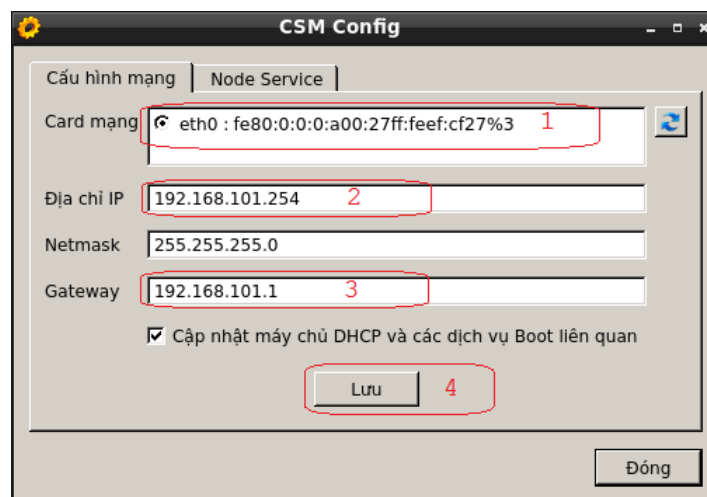 CSM Config
Cấu hình mạng Node Service
Card mạng eth0 : fe80:0:0:0:a00:27ff:feef:cf27%3 1
Địa chỉ IP 192.168.101.254 2
Netmask 255.255.255.0
Gateway 192.168.101.1 3
Cập nhật máy chủ DHCP và các dịch vụ Boot liên quan
Lưu 4
Đóng